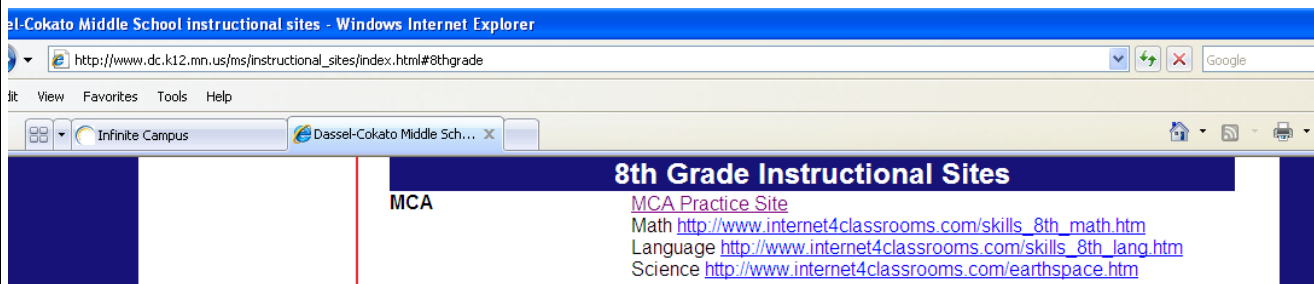 el-Cokato Middle School instructional sites - Windows Internet Explorer
http://www.dc.k12.mn.us/ms/instructional_sites/index.html#8thgrade Google
dit View Favorites Tools Help
Infinite Campus Dassel-Cokato Middle Sch... X
8th Grade Instructional Sites
MCA MCA Practice Site
Math http://www.internet4classrooms.com/skills_8th_math.htm
Language http://www.internet4classrooms.com/skills_8th_lang.htm
Science http://www.internet4classrooms.com/earthspace.htm